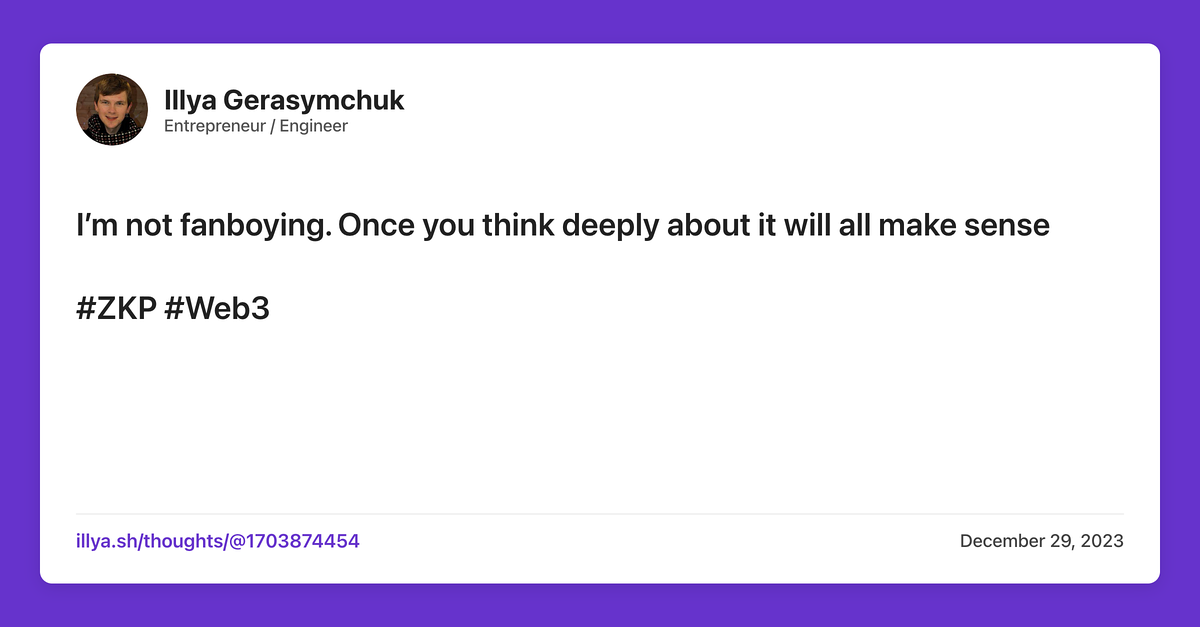 Illya Gerasymchuk
Entrepreneur / Engineer
I'm not fanboying. Once you think deeply about it will all make sense
#ZKP #Web3
illya.sh/thoughts/@1703874454
December 29, 2023